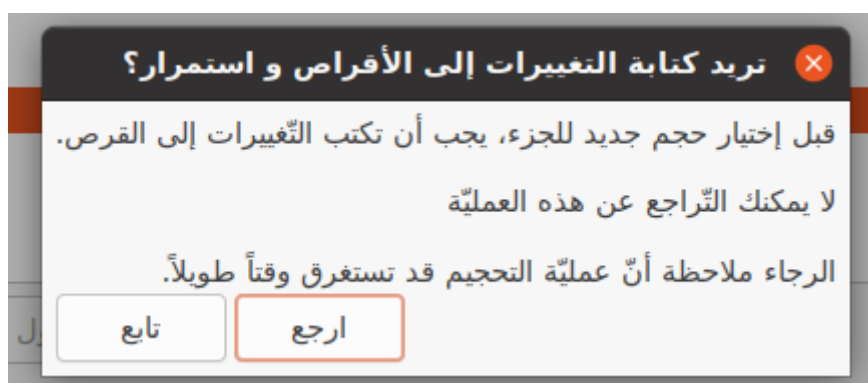 تريد كتابة التغييرات إلى الأقراص و استمرار؟
قبل إختيار حجم جديد للجزء، يجب أن تكتب التّغييرات إلى القرص.
لا يمكنك التّراجع عن هذه العمليّة
الرجاء ملاحظة أنّ عمليّة التحجيم قد تستغرق وقتاً طويلاً.
ارجع
تابع